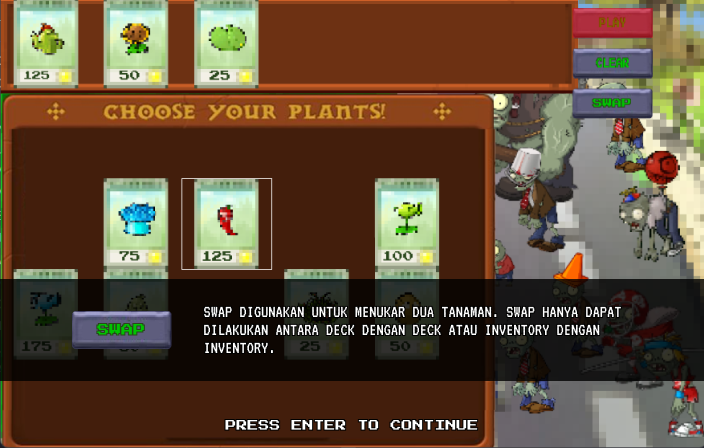 125
50
25
PLAY
CLEAR
SWAP
CHOOSE YOUR PLANTS!
75
125
100
175
25
50
SWAP
SWAP DIGUNAKAN UNTUK MENUKAR DUA TANAMAN. SWAP HANYA DAPAT
DILAKUKAN ANTARA DECK DENGAN DECK ATAU INVENTORY DENGAN
INVENTORY.
PRESS ENTER TO CONTINUE